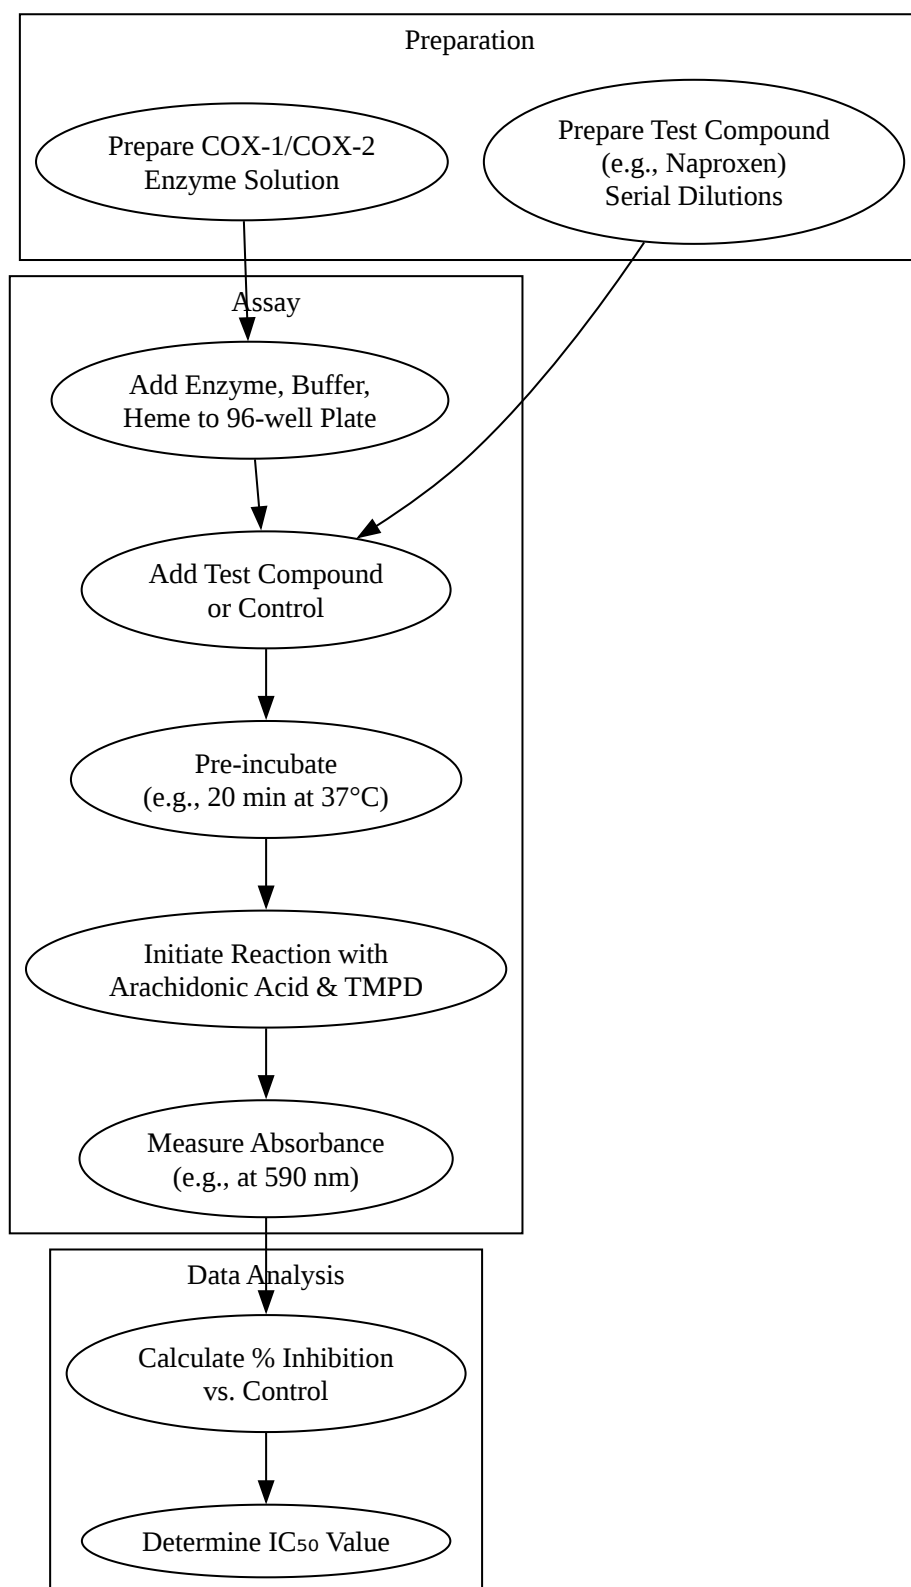 Preparation
Prepare COX-1/COX-2
Enzyme Solution
Prepare Test Compound
(e.g., Naproxen)
Serial Dilutions
Assay
Add Enzyme, Buffer,
Heme to 96-well Plate
Add Test Compound
or Control
Pre-incubate
(e.g., 20 min at 37°C)
Initiate Reaction with
Arachidonic Acid & TMPD
Measure Absorbance
(e.g., at 590 nm)
Data Analysis
Calculate % Inhibition
vs. Control
Determine IC₅₀ Value